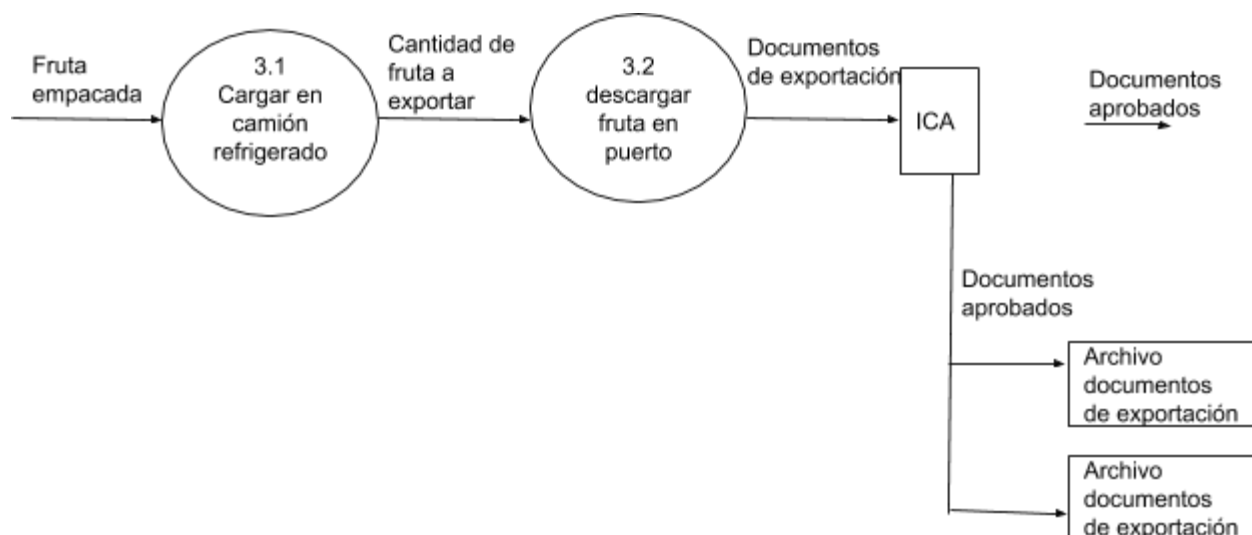 Fruta
empacada
3.1
Cargar en
camión
refrigerado
Cantidad de
fruta a
exportar
3.2
descargar
fruta en
puerto
Documentos
de exportación
ICA
Documentos
aprobados
Documentos
aprobados
Archivo
documentos
de exportación
Archivo
documentos
de exportación